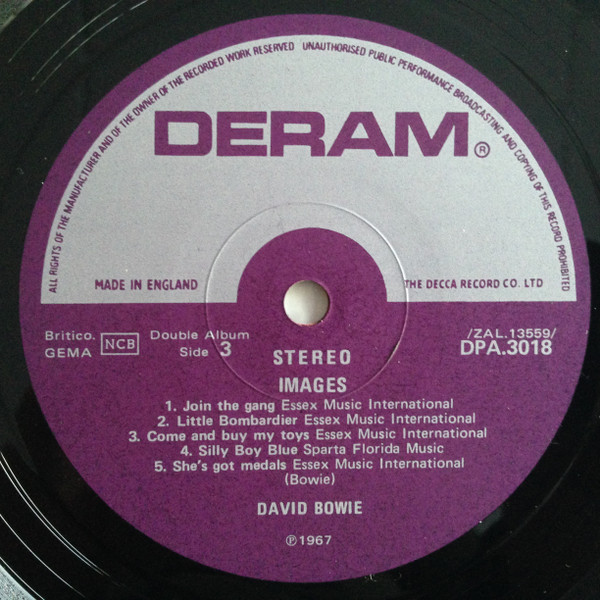 ALL RIGHTS OF THE MANUFACTURER AND OF THE OWNER OF THE RECORDED WORK RESERVED UNAUTHORISED PUBLIC PERFORMANCE BROADCASTING AND COPYING OF THIS RECORD PROHIBITED
DERAM®
MADE IN ENGLAND
THE DECCA RECORD CO. LTD
Britico.
GEMA
NCB
Double Album
Side 3
/ZAL.13559/
DPA.3018
STEREO
IMAGES
1. Join the gang Essex Music International
2. Little Bombardier Essex Music International
3. Come and buy my toys Essex Music International
4. Silly Boy Blue Sparta Florida Music
5. She's got medals Essex Music International
(Bowie)
DAVID BOWIE
℗1967